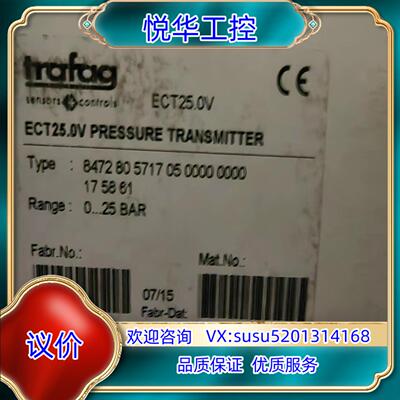 悦华工控
trafag
sensors controls
ECT25.0V
CE
ECT25.0V PRESSURE TRANSMITTER
Type : 8472 80 5717 05 0000 0000
17 58 61
Range : 0...25 BAR
Fabr.No.:
Mat.No.:
07/15
Fabr-Dat:
议价
欢迎咨询 VX:susu5201314168
品质保证 优质服务